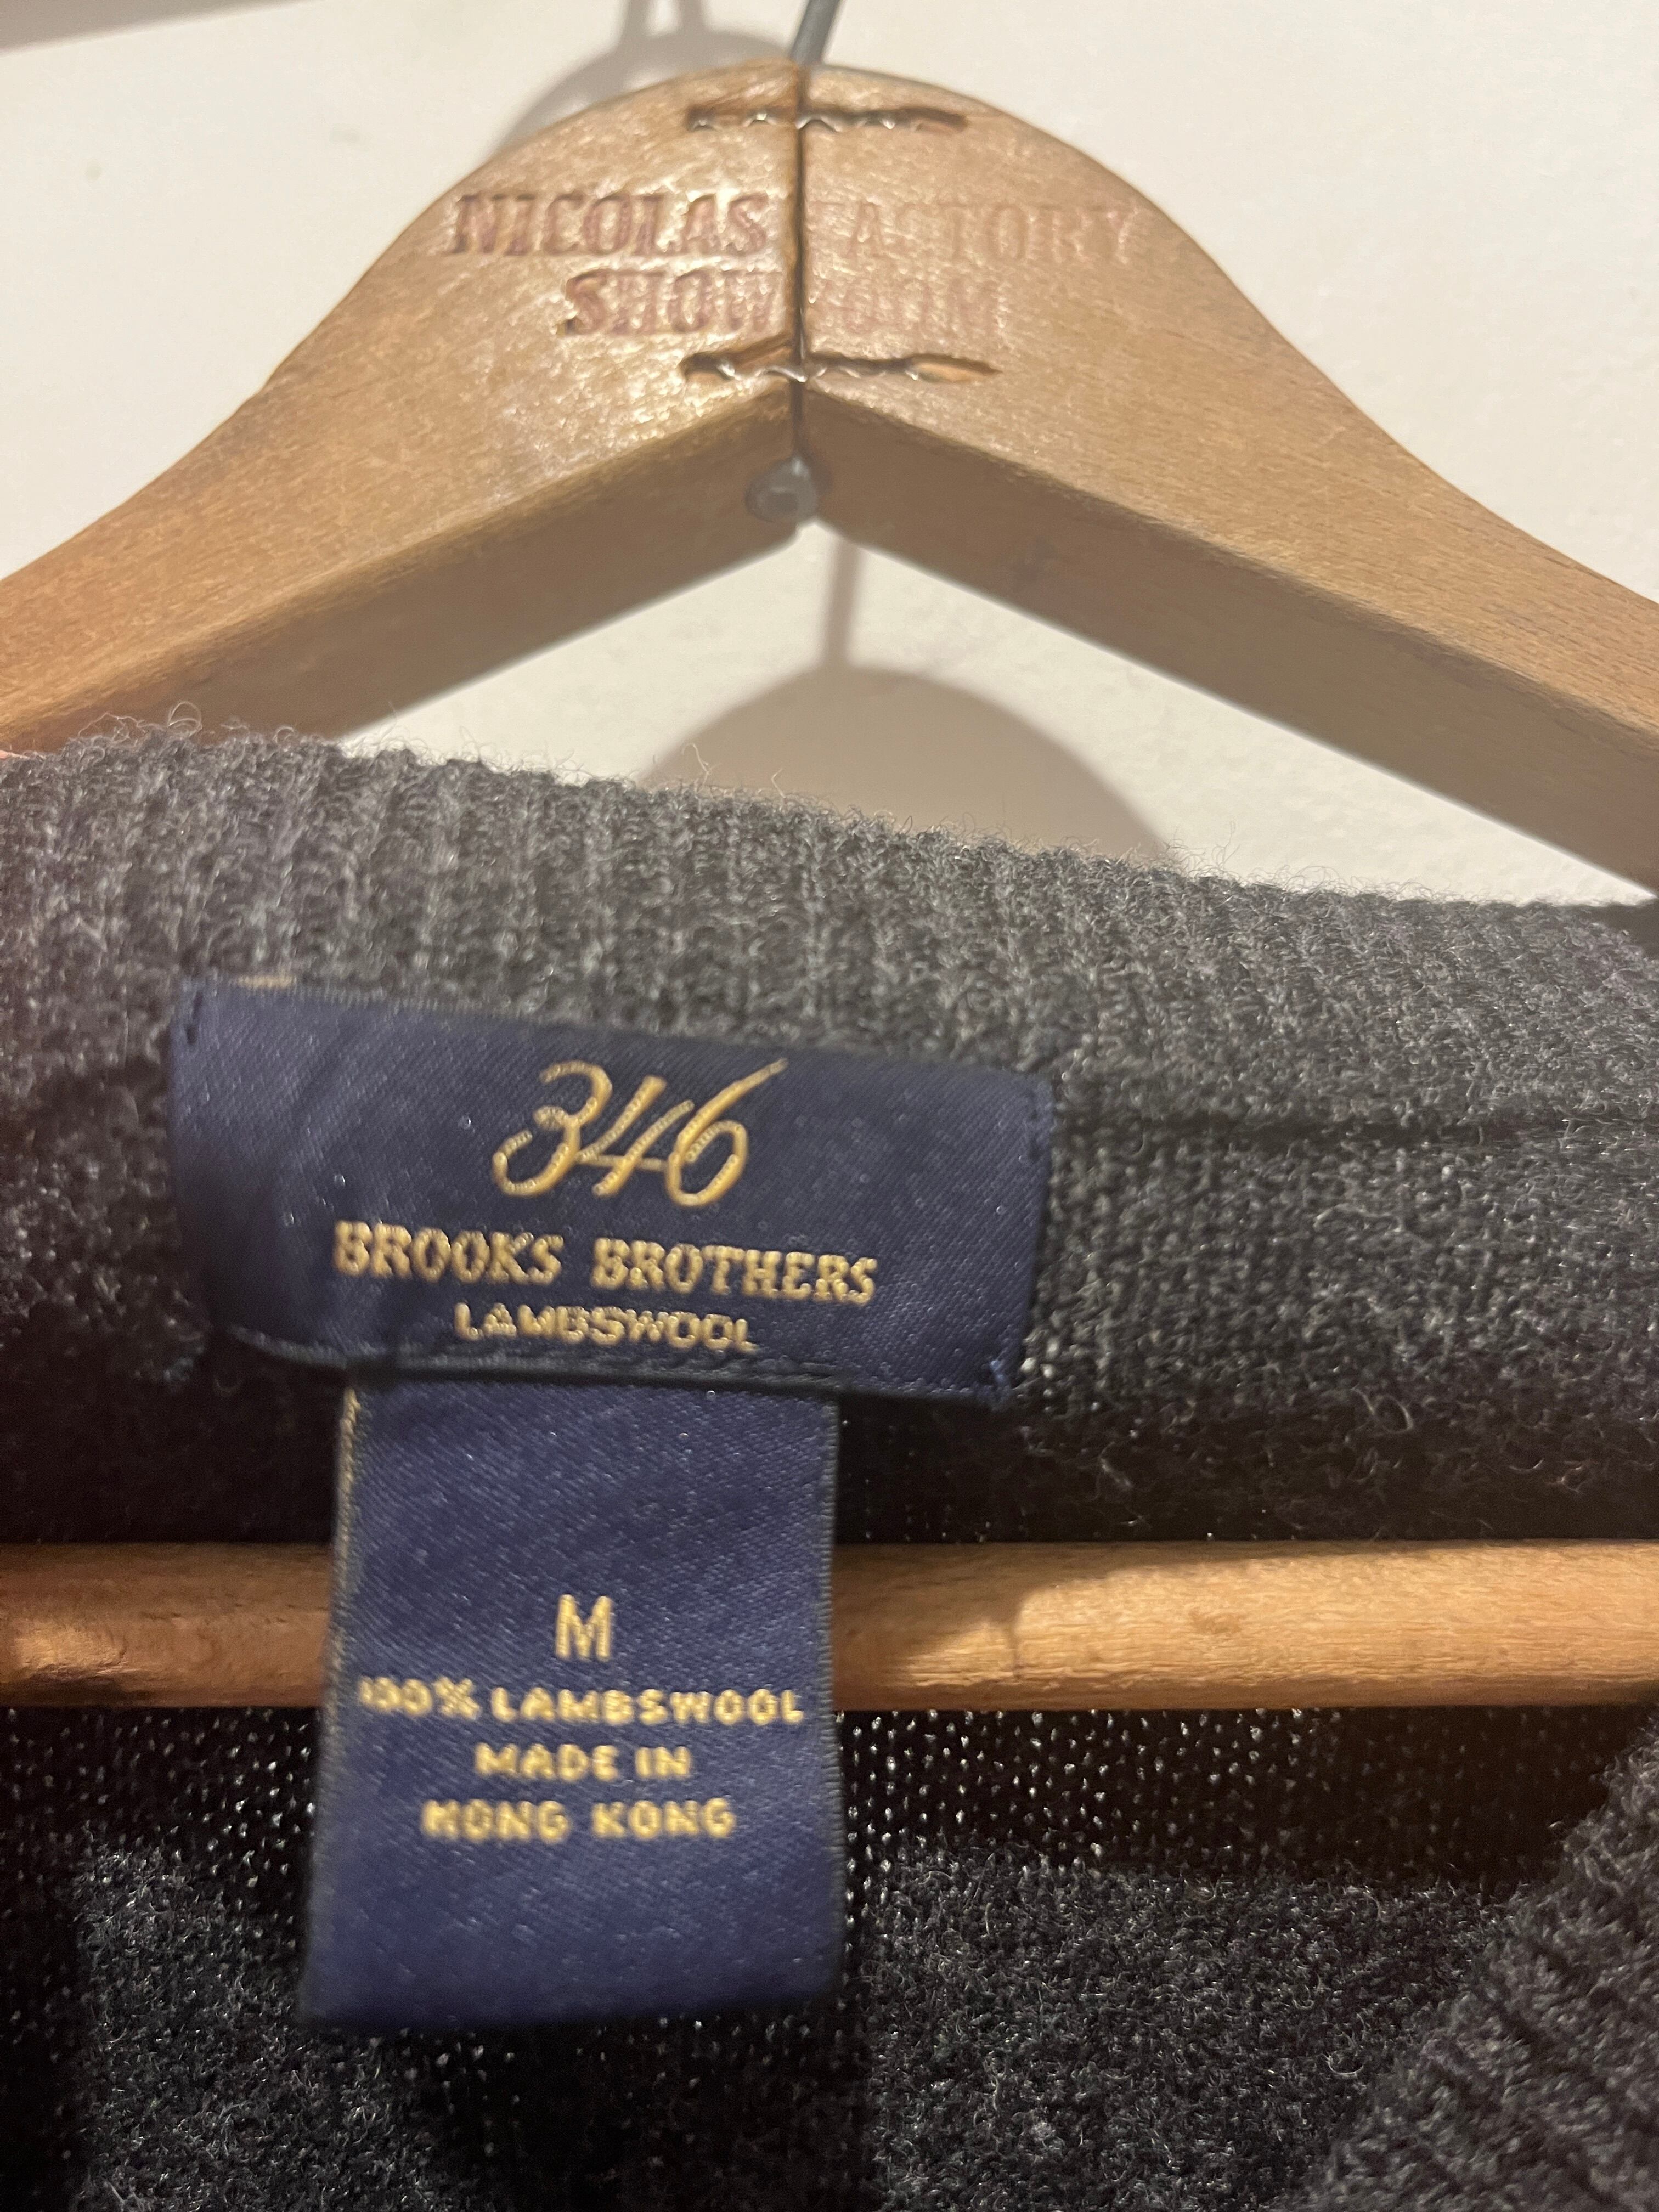 NICOLAS FACTORY
SHOWROOM
346
BROOKS BROTHERS
LAMBSWOOL
M
100% LAMBSWOOL
MADE IN
HONG KONG